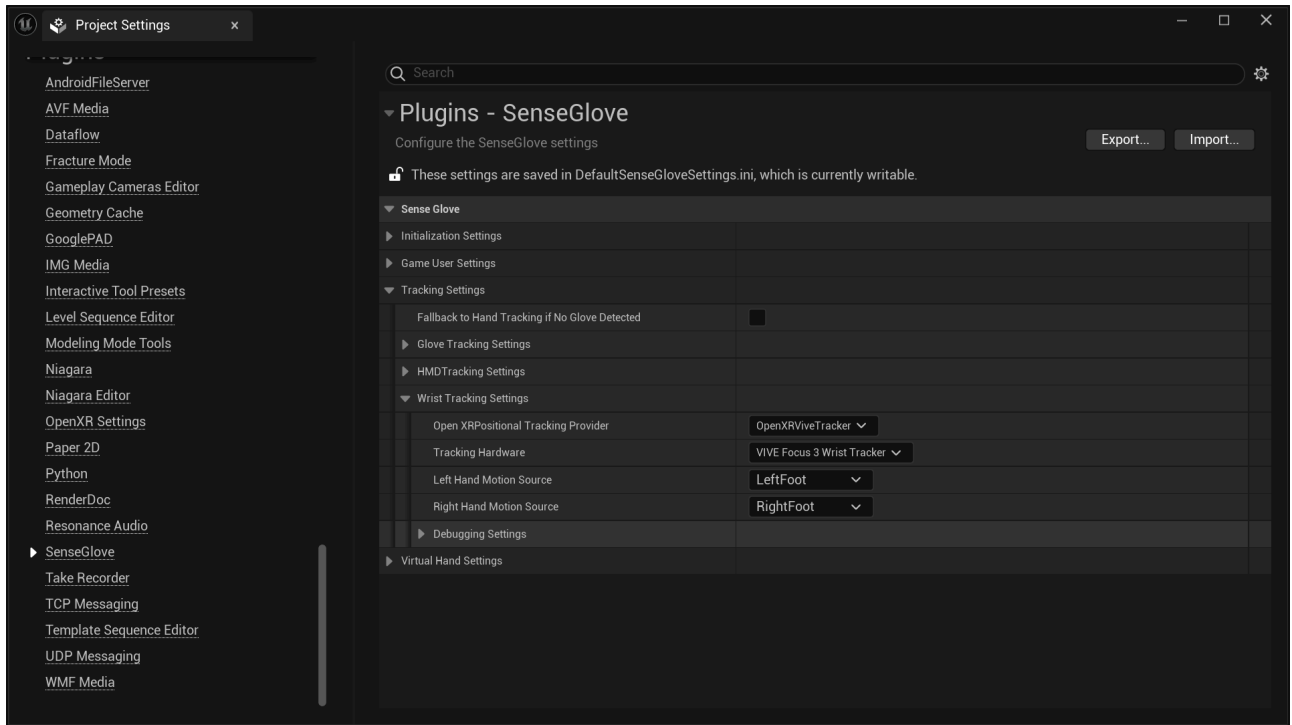 Project Settings
AndroidFileServer
AVF Media
Dataflow
Fracture Mode
Gameplay Cameras Editor
Geometry Cache
GooglePAD
IMG Media
Interactive Tool Presets
Level Sequence Editor
Modeling Mode Tools
Niagara
Niagara Editor
OpenXR Settings
Paper 2D
Python
RenderDoc
Resonance Audio
SenseGlove
Take Recorder
TCP Messaging
Template Sequence Editor
UDP Messaging
WMF Media
Search
Plugins - SenseGlove
Configure the SenseGlove settings
Export...
Import...
These settings are saved in DefaultSenseGloveSettings.ini, which is currently writable.
Sense Glove
Initialization Settings
Game User Settings
Tracking Settings
Fallback to Hand Tracking if No Glove Detected
Glove Tracking Settings
HMDTracking Settings
Wrist Tracking Settings
Open XRPositional Tracking Provider OpenXRViveTracker
Tracking Hardware VIVE Focus 3 Wrist Tracker
Left Hand Motion Source LeftFoot
Right Hand Motion Source RightFoot
Debugging Settings
Virtual Hand Settings